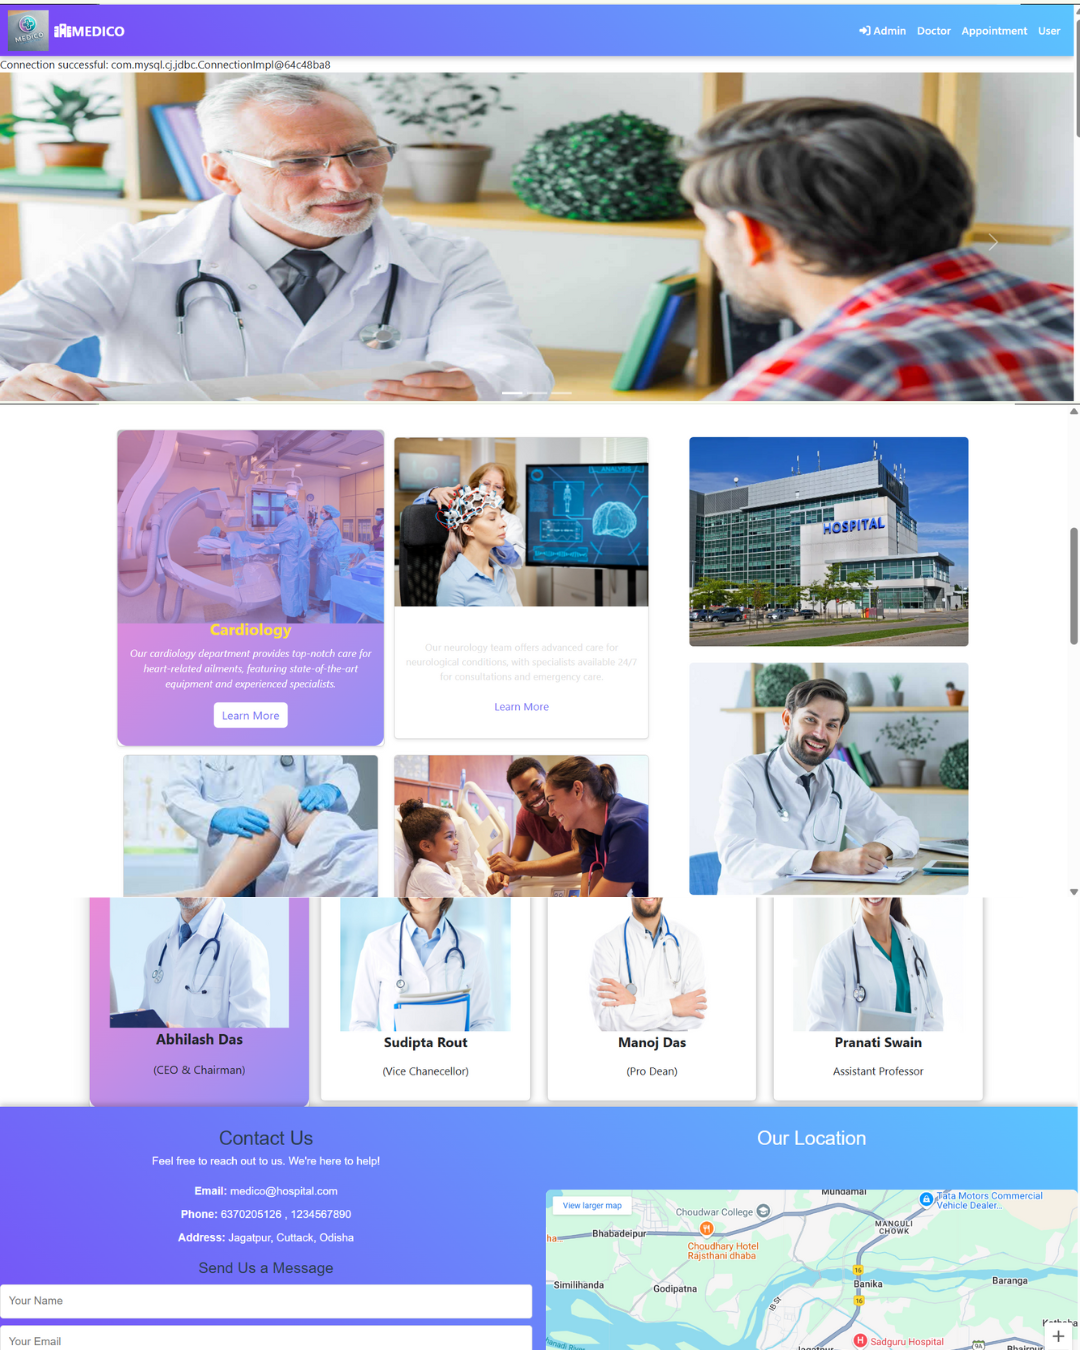 MEDICO
MEDICO
Admin
Doctor
Appointment
User
Connection successful: com.mysql.cj.jdbc.ConnectionImpl@64c48ba8
ANALYSIS
HOSPITAL
Cardiology
Our cardiology department provides top-notch care for
heart-related ailments, featuring state-of-the-art
equipment and experienced specialists.
Learn More
Our neurology team offers advanced care for
neurological conditions, with specialists available 24/7
for consultations and emergency care.
Learn More
Abhilash Das
(CEO & Chairman)
Sudipta Rout
(Vice Chanecellor)
Manoj Das
(Pro Dean)
Pranati Swain
Assistant Professor
Contact Us
Feel free to reach out to us. We're here to help!
Email: medico@hospital.com
Phone: 6370205126 , 1234567890
Address: Jagatpur, Cuttack, Odisha
Send Us a Message
Your Name
Your Email
Our Location
View larger map
Mundamal
Tata Motors Commercial
Vehicle Dealer...
Choudwar College
MANGULI
CHOWK
Bhabadeipur
Choudhary Hotel
Rajsthani dhaba
16
Similihanda
Godipatna
Banika
Baranga
16
Sadguru Hospital